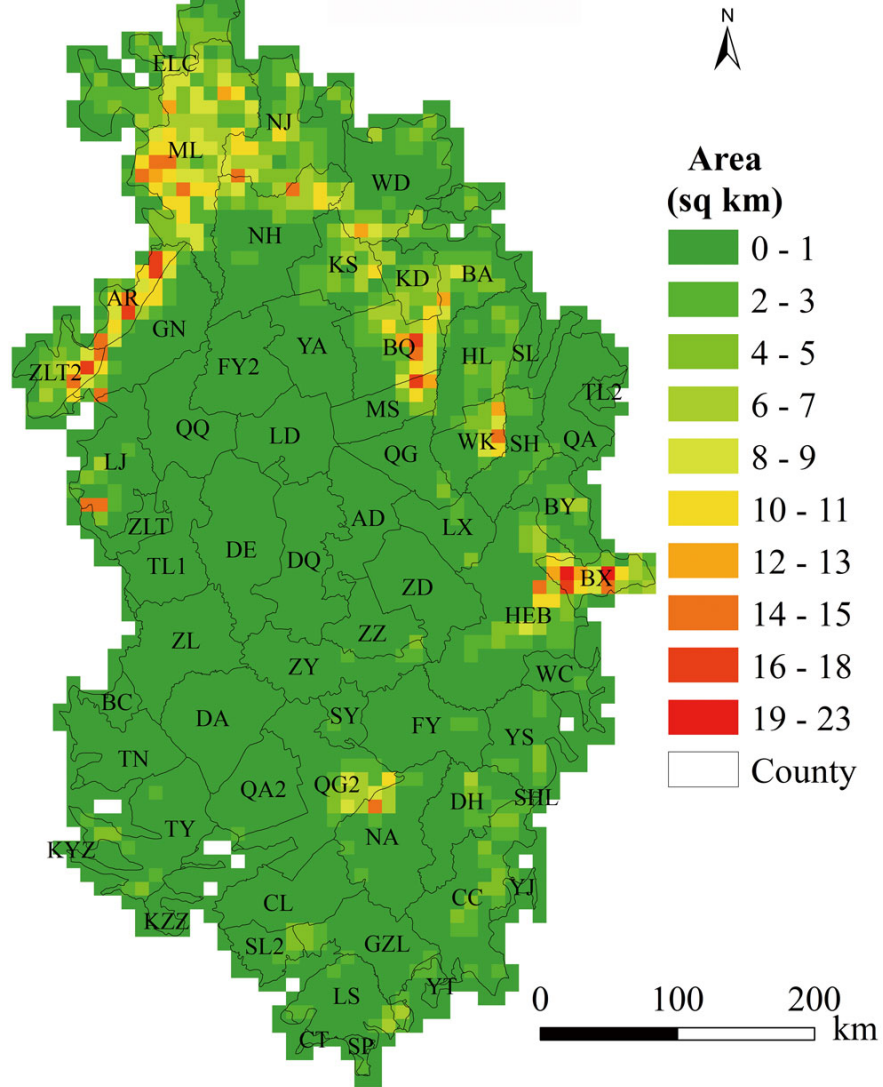 N
ELC
NJ
ML
WD
NH
KS
KD
BA
AR
GN
YA
BQ
HL
SL
ZLT2
FY2
TL2
MS
QQ
LD
WK
SH
QA
LJ
QG
ZLT
AD
LX
BY
DE
DQ
TL1
ZD
BX
HEB
ZL
ZZ
ZY
WC
BC
DA
SY
FY
YS
TN
QA2
QG2
DH
SHL
TY
NA
KYZ
CC
YJ
CL
KZZ
SL2
GZL
LS
YT
CT
SP
Area
(sq km)
0 - 1
2 - 3
4 - 5
6 - 7
8 - 9
10 - 11
12 - 13
14 - 15
16 - 18
19 - 23
County
0 100 200
km